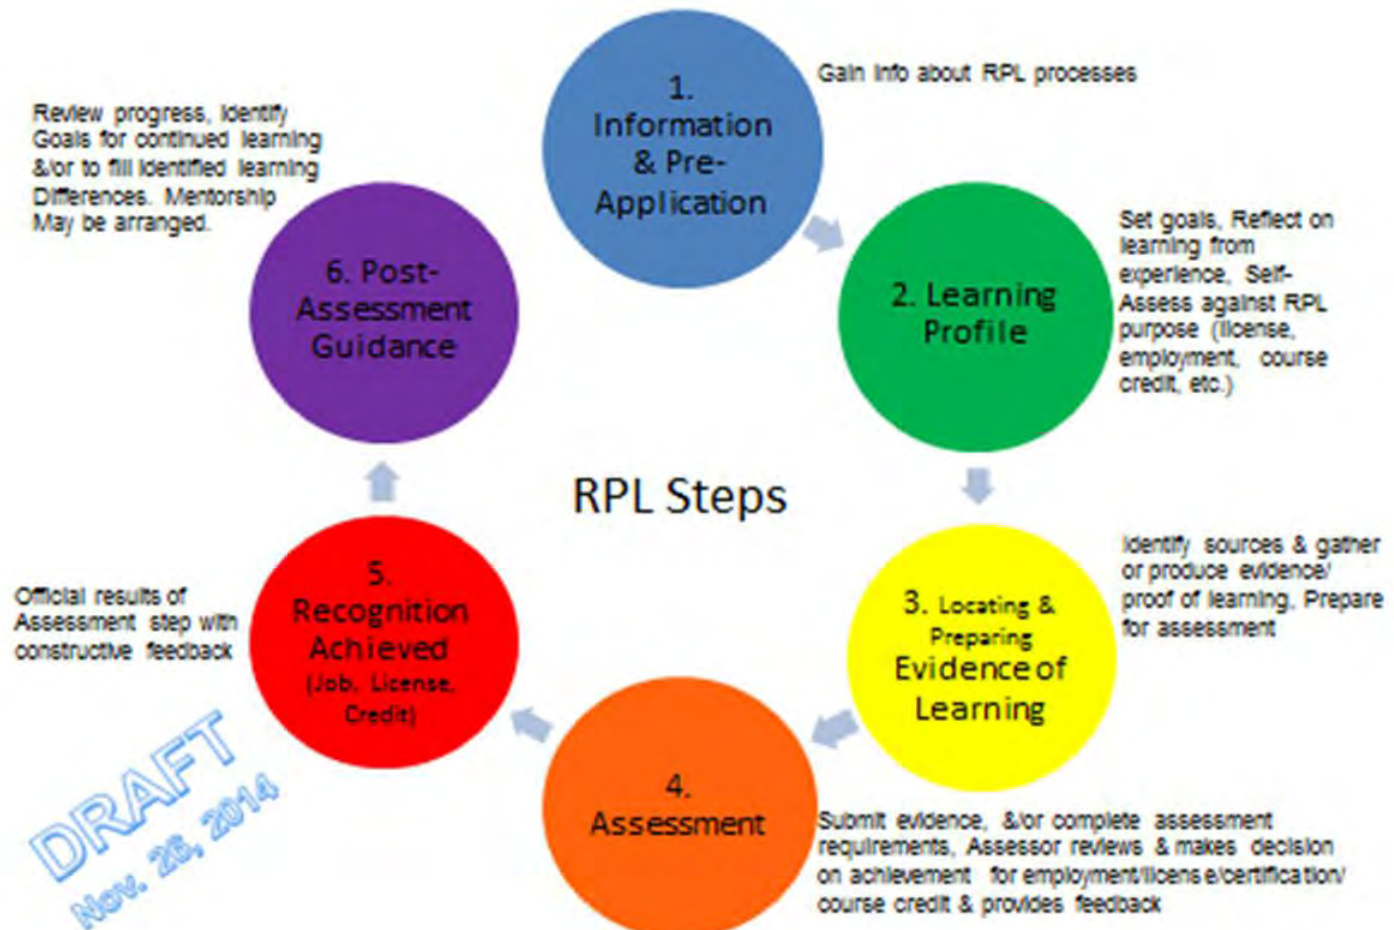 1.
Information
& Pre-
Application
Gain info about RPL processes
2. Learning
Profile
Set goals, Reflect on
learning from
experience, Self-
Assess against RPL
purpose (license,
employment, course
credit, etc.)
3. Locating &
Preparing
Evidence of
Learning
Identify sources & gather
or produce evidence/
proof of learning, Prepare
for assessment
4.
Assessment
Submit evidence, &/or complete assessment
requirements, Assessor reviews & makes decision
on achievement for employment/license/certification/
course credit & provides feedback
5.
Recognition
Achieved
(Job, License,
Credit)
Official results of
Assessment step with
constructive feedback
6. Post-
Assessment
Guidance
Review progress, Identify
Goals for continued learning
&/or to fill identified learning
Differences. Mentorship
May be arranged.
RPL Steps
DRAFT
Nov. 26, 2014